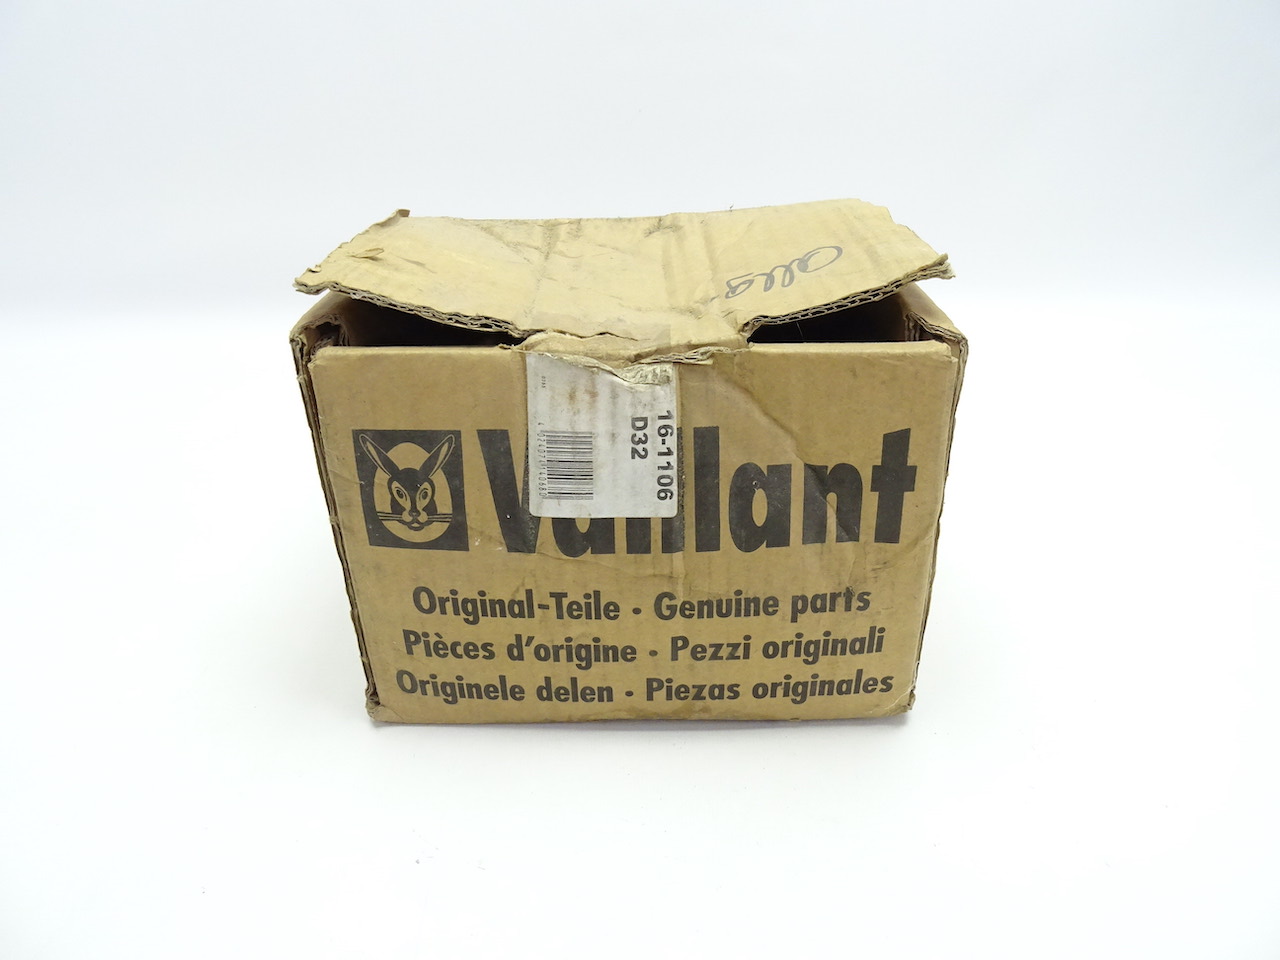 16-1106
D32
Vaillant
Original-Teile · Genuine parts
Pièces d'origine · Pezzi originali
Originele delen · Piezas originales